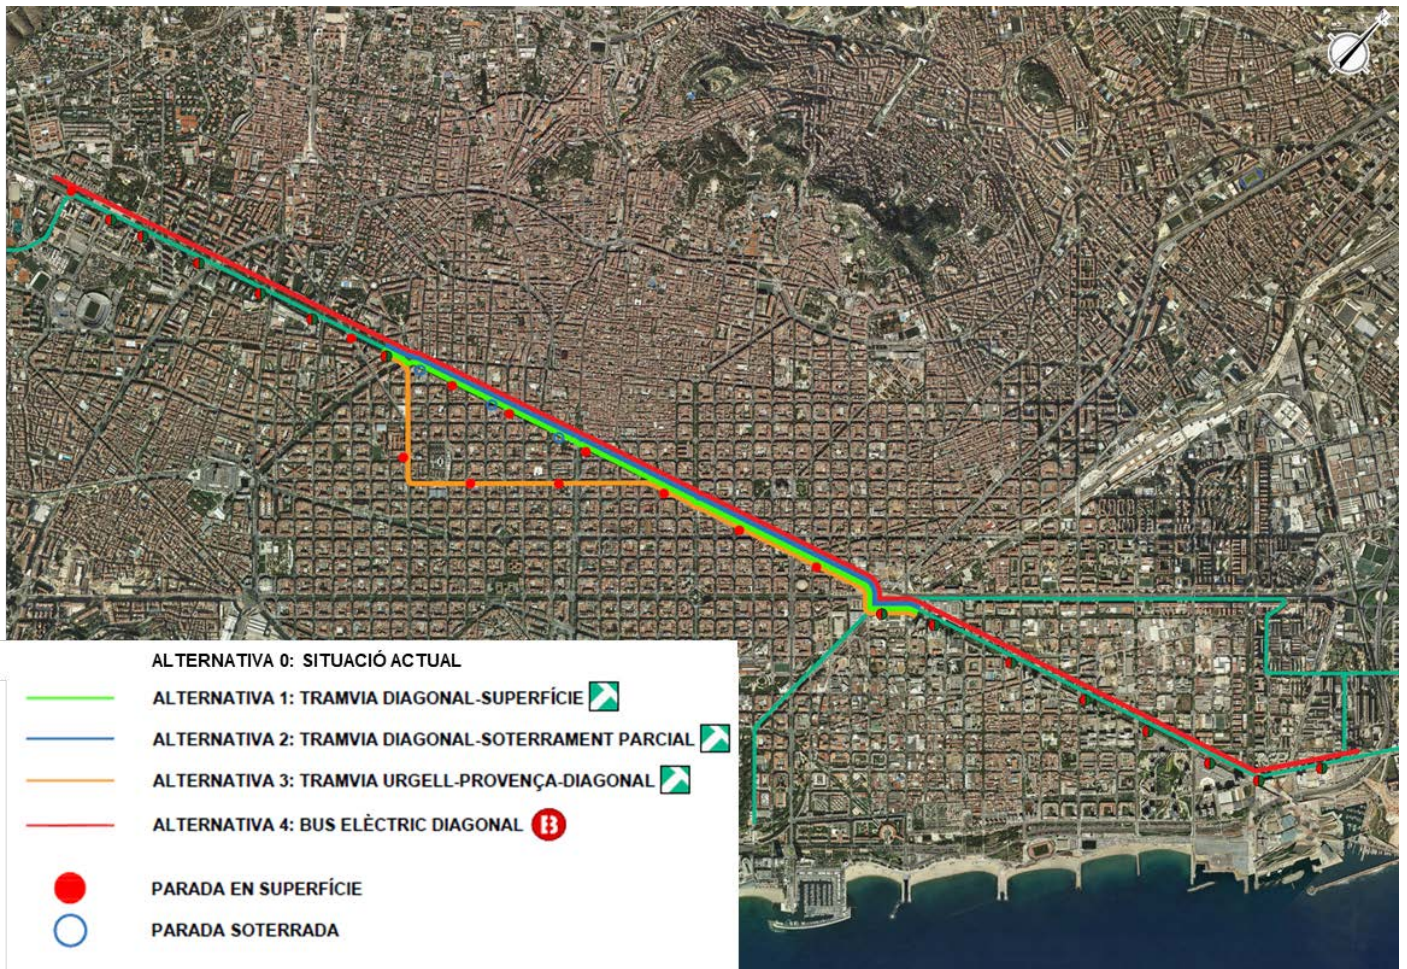 ALTERNATIVA 0: SITUACIÓ ACTUAL
ALTERNATIVA 1: TRAMVIA DIAGONAL-SUPERFÍCIE
ALTERNATIVA 2: TRAMVIA DIAGONAL-SOTERRAMENT PARCIAL
ALTERNATIVA 3: TRAMVIA URGELL-PROVENÇA-DIAGONAL
ALTERNATIVA 4: BUS ELÈCTRIC DIAGONAL B
PARADA EN SUPERFÍCIE
PARADA SOTERRADA